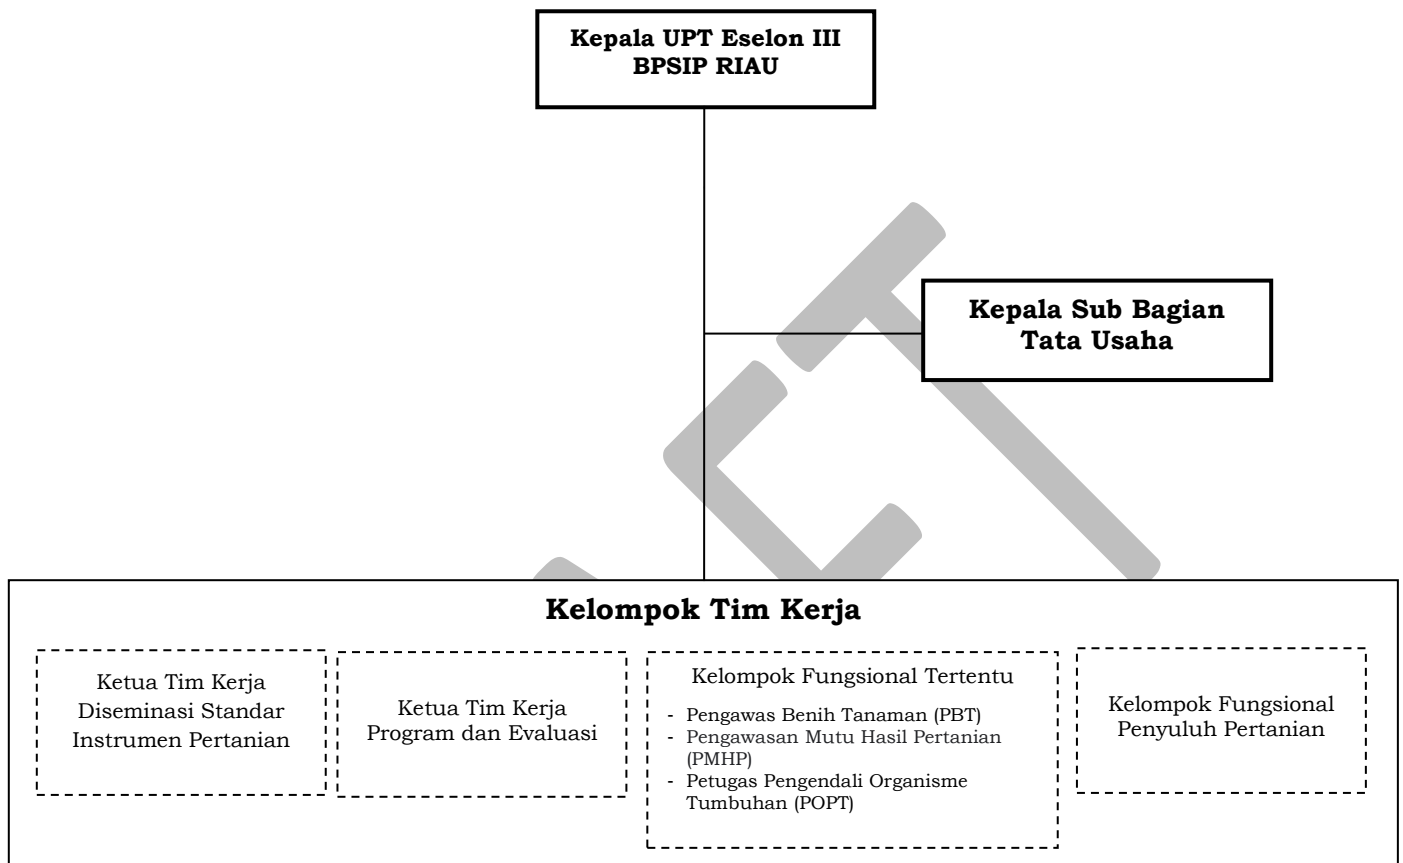 Kepala UPT Eselon III
BPSIP RIAU
Kepala Sub Bagian
Tata Usaha
Kelompok Tim Kerja
Ketua Tim Kerja
Diseminasi Standar
Instrumen Pertanian
Ketua Tim Kerja
Program dan Evaluasi
Kelompok Fungsional Tertentu
- Pengawas Benih Tanaman (PBT)
- Pengawasan Mutu Hasil Pertanian
(PMHP)
- Petugas Pengendali Organisme
Tumbuhan (POPT)
Kelompok Fungsional
Penyuluh Pertanian